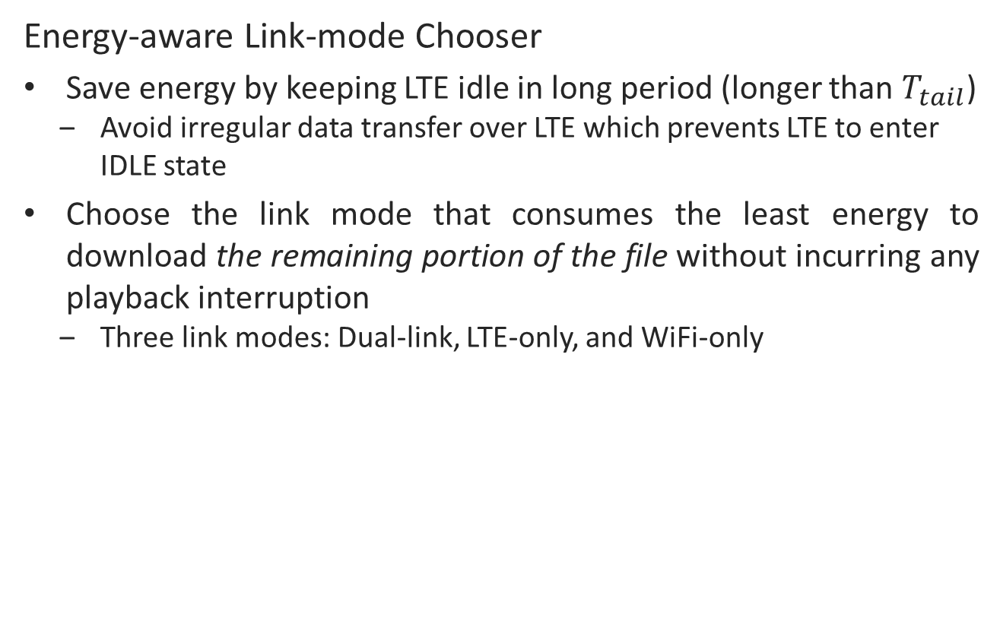 Energy-aware Link-mode Chooser
• Save energy by keeping LTE idle in long period (longer than T_tail)
– Avoid irregular data transfer over LTE which prevents LTE to enter
IDLE state
• Choose the link mode that consumes the least energy to
download the remaining portion of the file without incurring any
playback interruption
– Three link modes: Dual-link, LTE-only, and WiFi-only